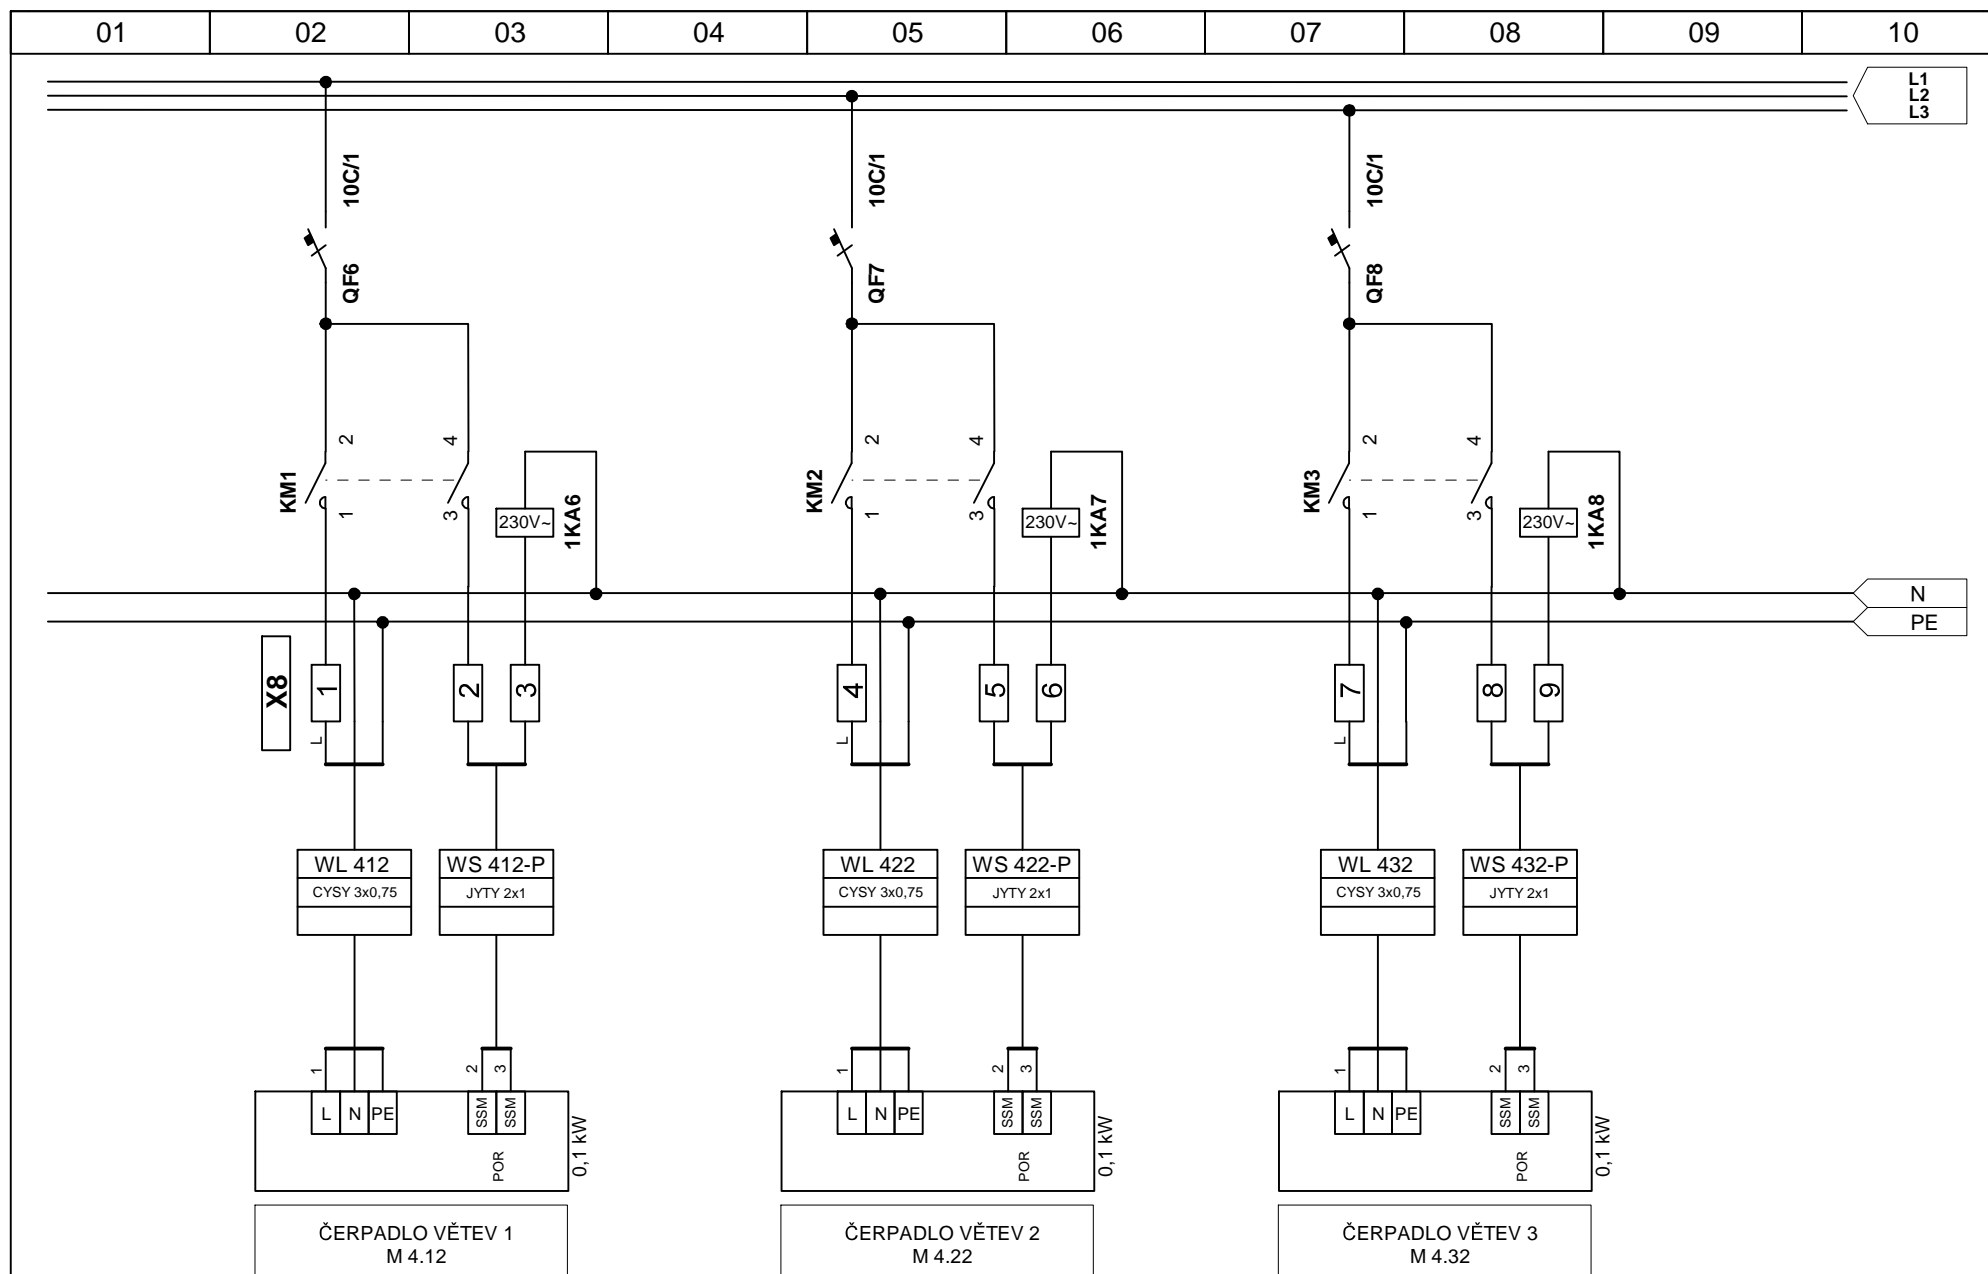 01 02 03 04 05 06 07 08 09 10
L1
L2
L3
10C/1 10C/1 10C/1
QF6 QF7 QF8
2 4 2 4 2 4
KM1 KM2 KM3
1 3 1 3 1 3
230V~ 1KA6 230V~ 1KA7 230V~ 1KA8
N
PE
X8 1 2 3 4 5 6 7 8 9
L L L
WL 412 WS 412-P WL 422 WS 422-P WL 432 WS 432-P
CYSY 3x0,75 JYTY 2x1 CYSY 3x0,75 JYTY 2x1 CYSY 3x0,75 JYTY 2x1
1 2 3 1 2 3 1 2 3
L N PE SSM SSM L N PE SSM SSM L N PE SSM SSM
POR 0,1 kW POR 0,1 kW POR 0,1 kW
ČERPADLO VĚTEV 1
M 4.12
ČERPADLO VĚTEV 2
M 4.22
ČERPADLO VĚTEV 3
M 4.32